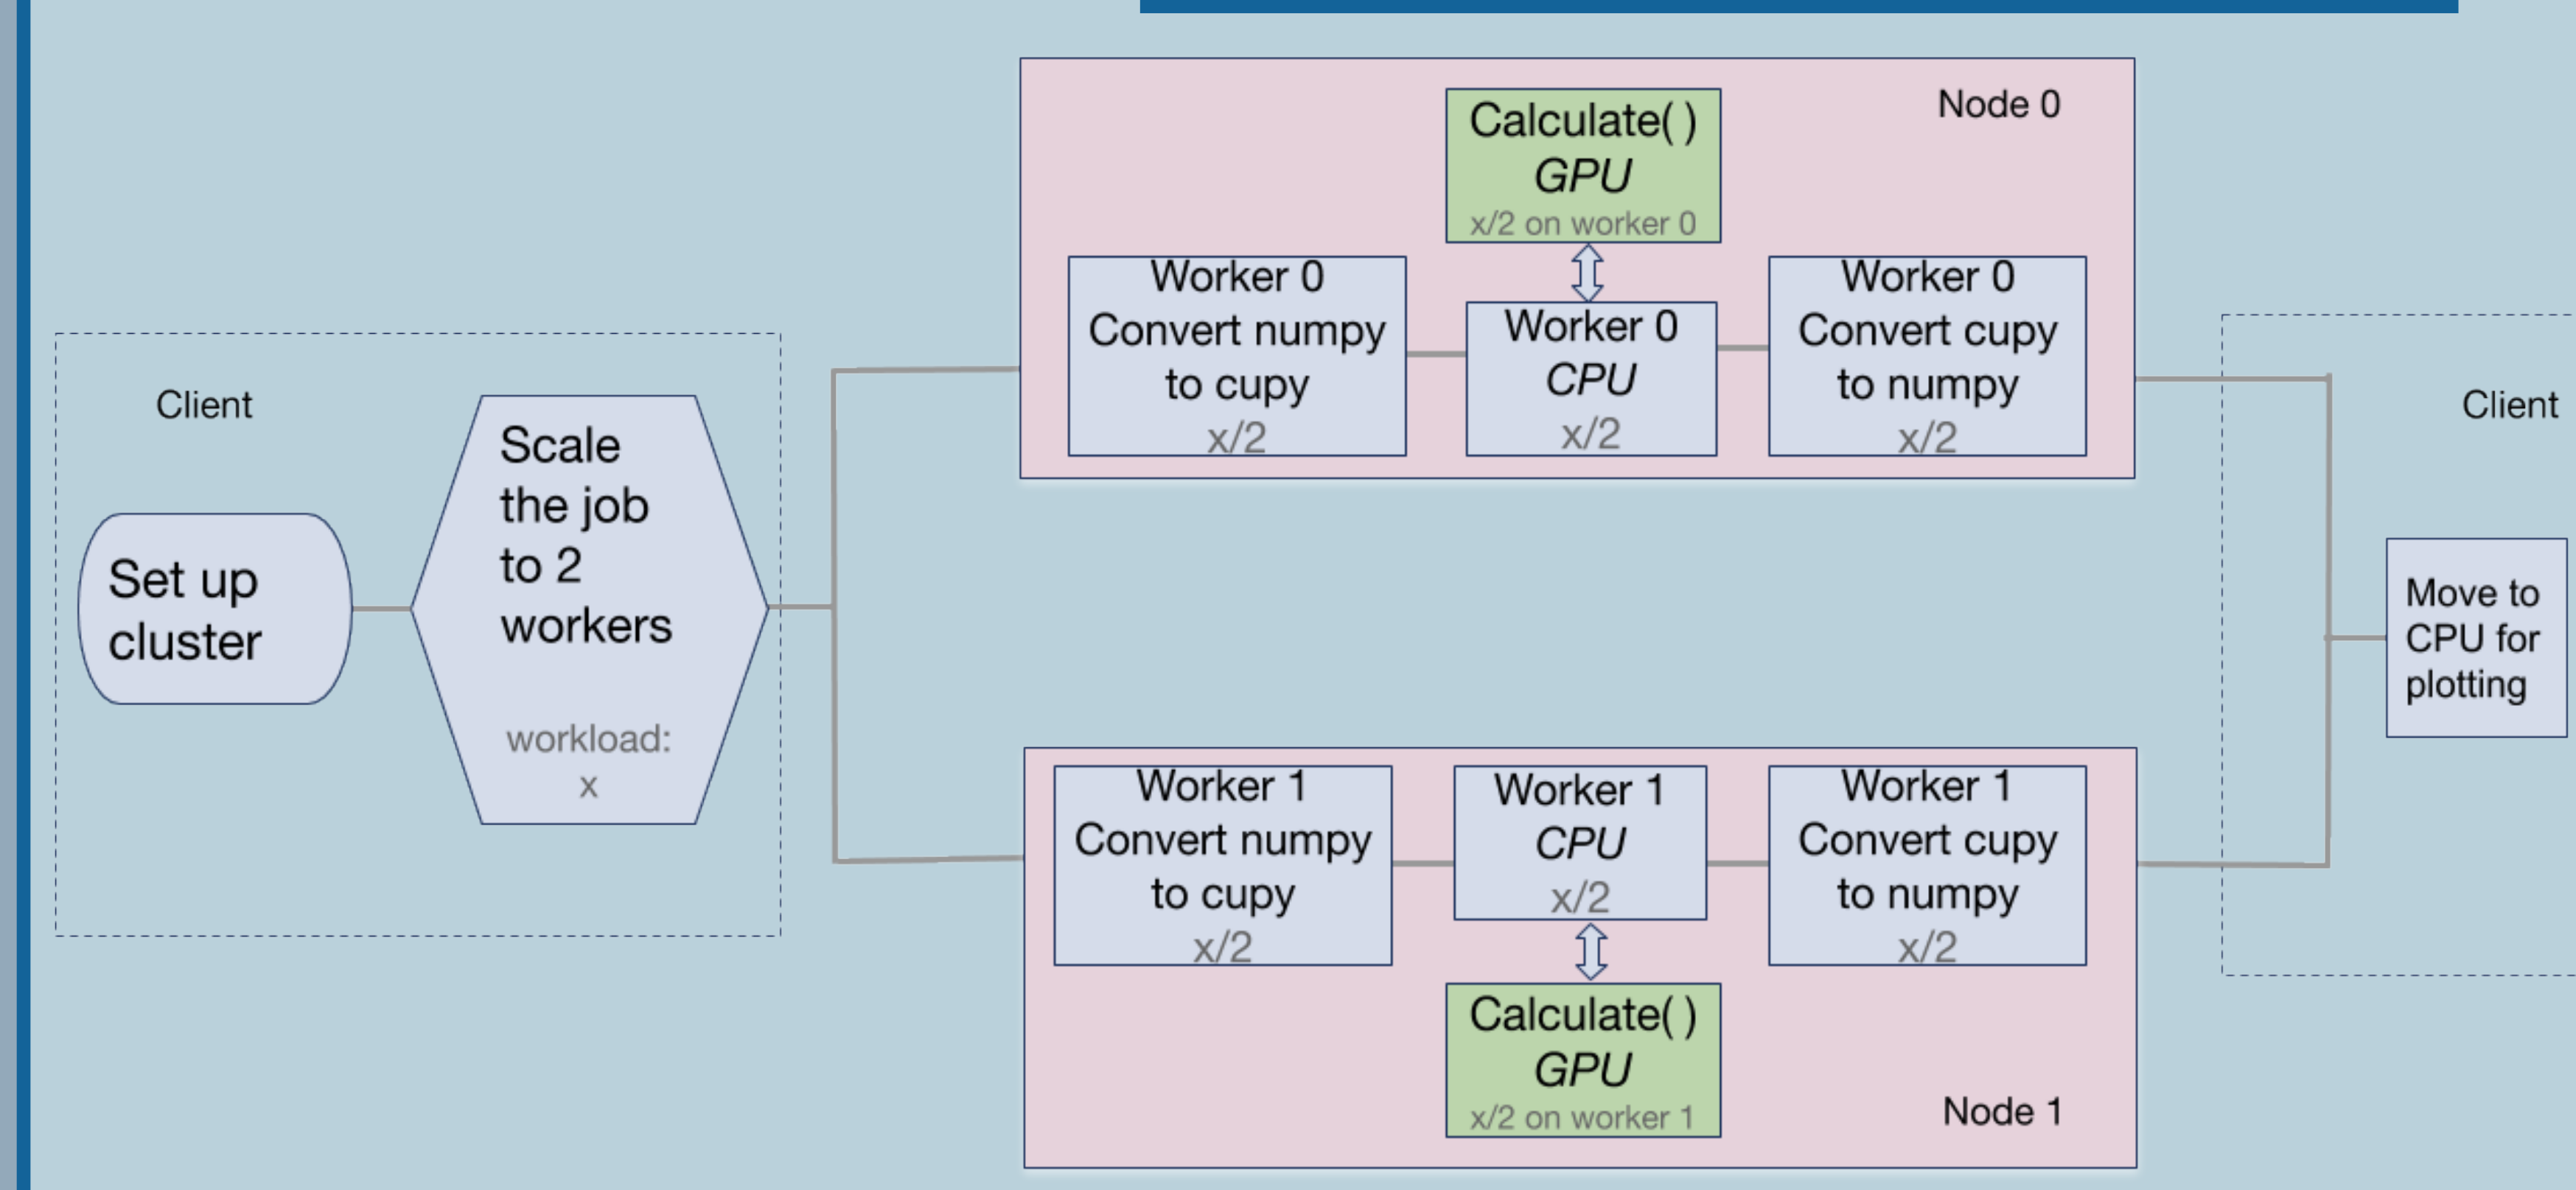 Client
Set up
cluster
Scale
the job
to 2
workers
workload:
x
Node 0
Calculate( )
GPU
x/2 on worker 0
Worker 0
Convert numpy
to cupy
x/2
Worker 0
CPU
x/2
Worker 0
Convert cupy
to numpy
x/2
Worker 1
Convert numpy
to cupy
x/2
Worker 1
CPU
x/2
Worker 1
Convert cupy
to numpy
x/2
Calculate( )
GPU
x/2 on worker 1
Node 1
Client
Move to
CPU for
plotting